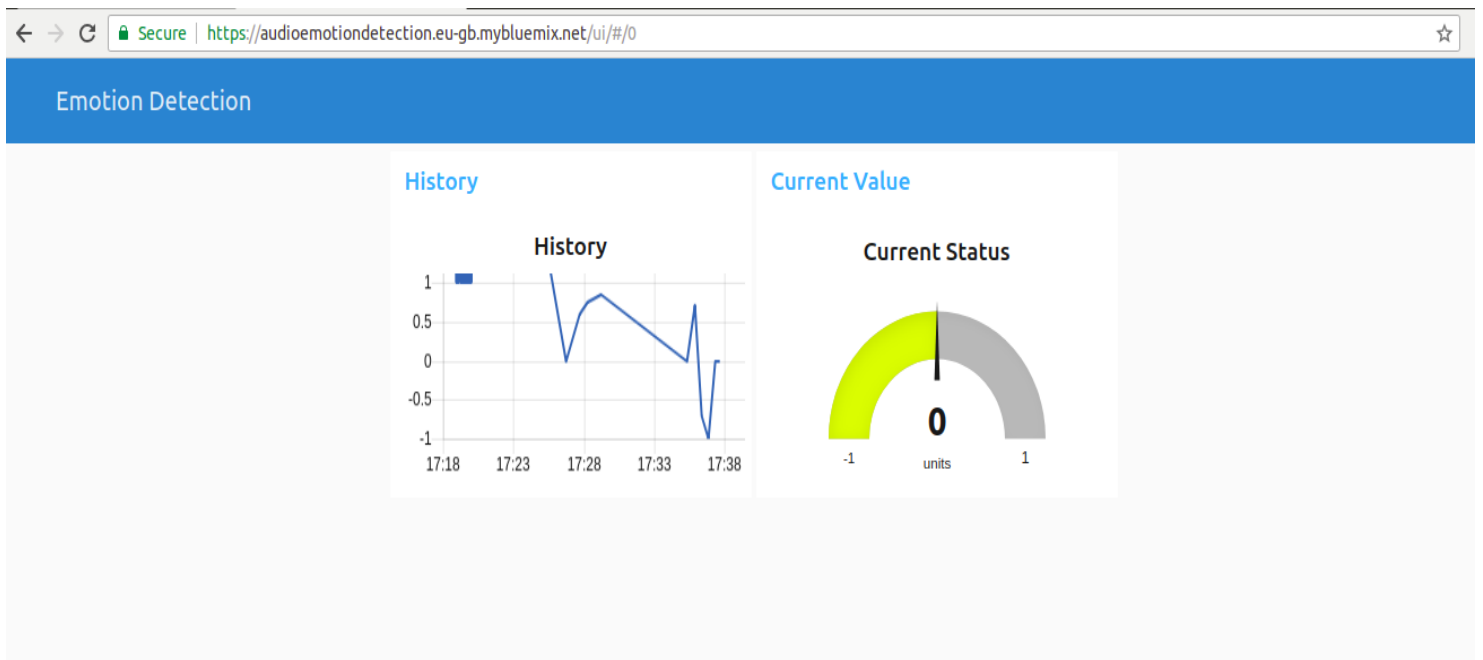 Secure | https://audioemotiondetection.eu-gb.mybluemix.net/ui/#/0
Emotion Detection
History
History
1
0.5
0
-0.5
-1
17:18 17:23 17:28 17:33 17:38
Current Value
Current Status
0
-1 units 1